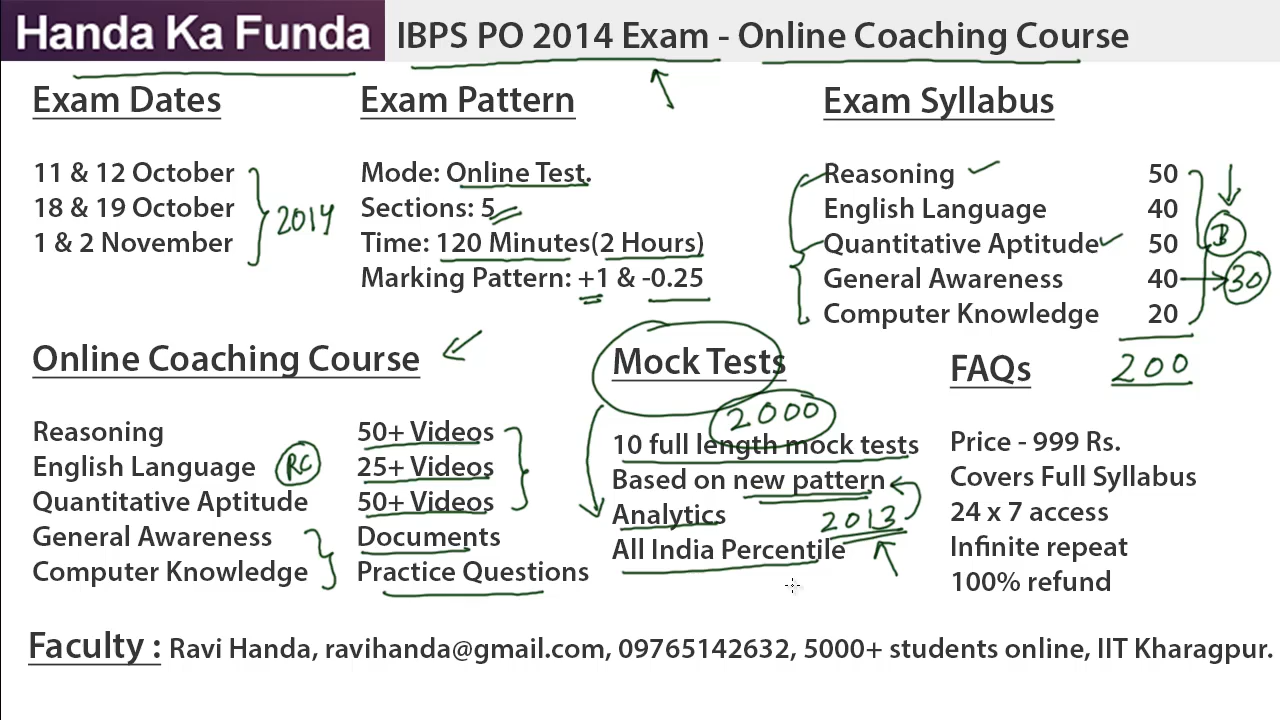 Handa Ka Funda IBPS PO 2014 Exam - Online Coaching Course
Exam Dates
11 & 12 October
18 & 19 October
1 & 2 November
2014
Exam Pattern
Mode: Online Test.
Sections: 5
Time: 120 Minutes(2 Hours)
Marking Pattern: +1 & -0.25
Exam Syllabus
Reasoning 50
English Language 40
Quantitative Aptitude 50
General Awareness 40 30
Computer Knowledge 20
200
Online Coaching Course
Reasoning 50+ Videos
English Language RC 25+ Videos
Quantitative Aptitude 50+ Videos
General Awareness Documents
Computer Knowledge Practice Questions
Mock Tests
2000
10 full length mock tests
Based on new pattern
Analytics 2013
All India Percentile
FAQs
Price - 999 Rs.
Covers Full Syllabus
24 x 7 access
Infinite repeat
100% refund
Faculty : Ravi Handa, ravihanda@gmail.com, 09765142632, 5000+ students online, IIT Kharagpur.